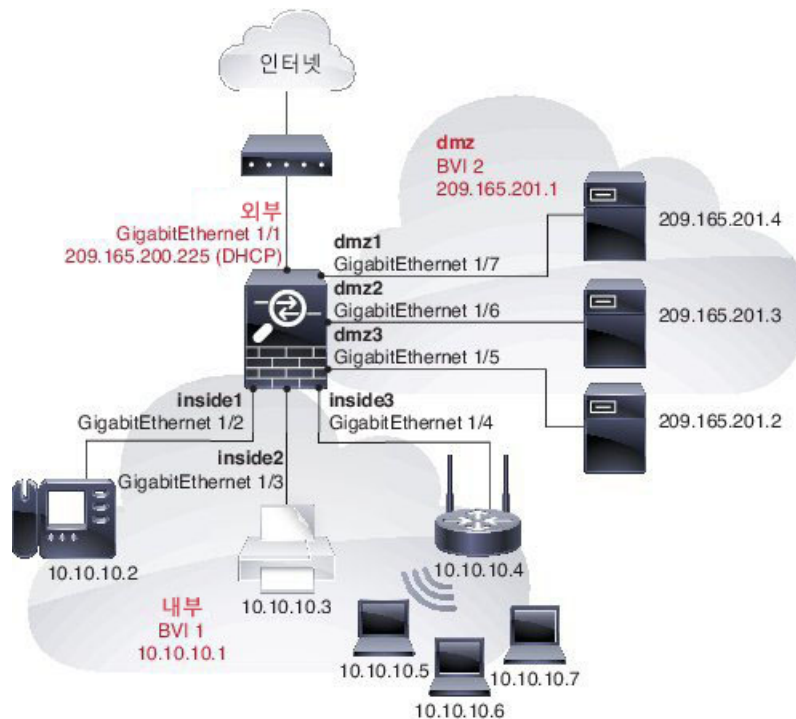 인터넷
외부
GigabitEthernet 1/1
209.165.200.225 (DHCP)
dmz
BVI 2
209.165.201.1
dmz1
GigabitEthernet 1/7
209.165.201.4
dmz2
GigabitEthernet 1/6
209.165.201.3
dmz3
GigabitEthernet 1/5
209.165.201.2
inside1
GigabitEthernet 1/2
inside3
GigabitEthernet 1/4
inside2
GigabitEthernet 1/3
10.10.10.2
10.10.10.3
10.10.10.4
내부
BVI 1
10.10.10.1
10.10.10.5
10.10.10.6
10.10.10.7